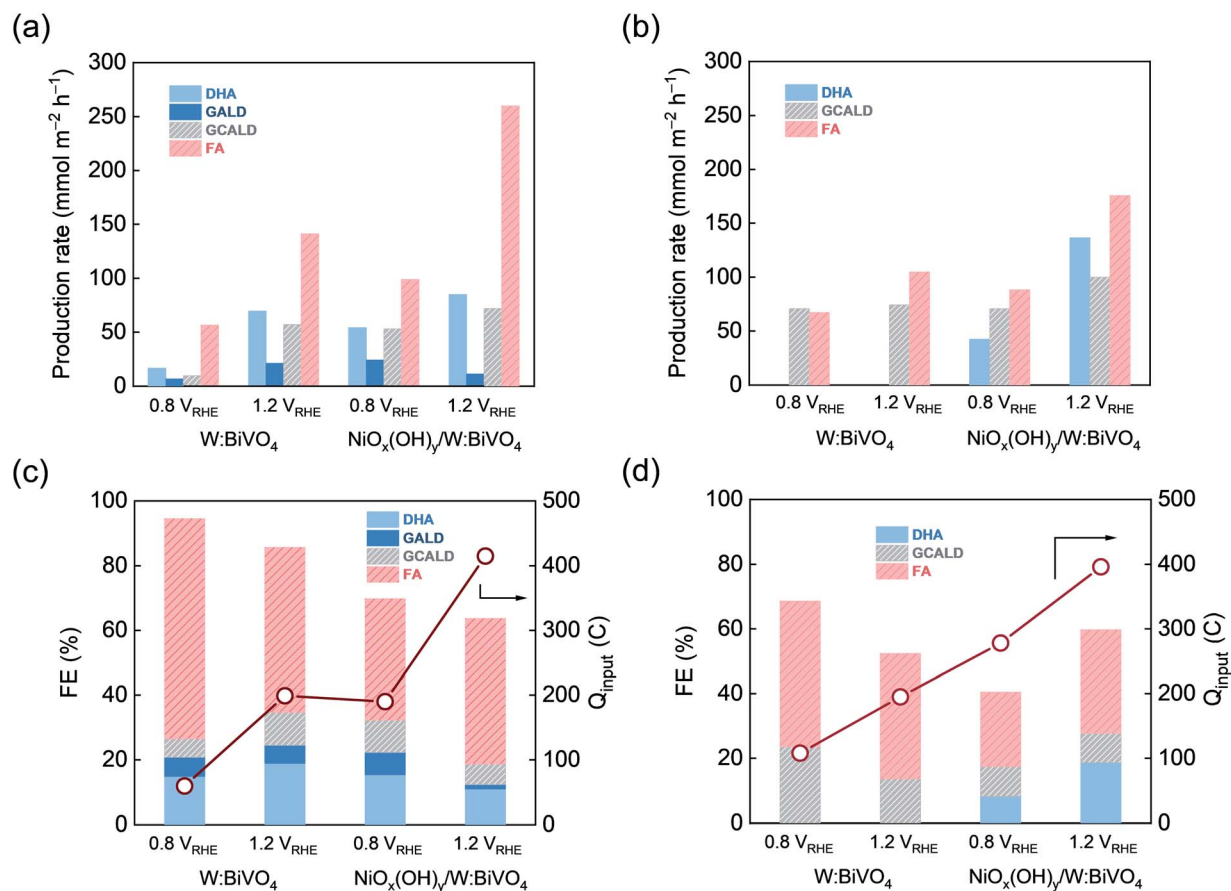 (a)
300
250
200
150
100
50
0
Production rate (mmol m⁻² h⁻¹)
DHA
GALD
GCALD
FA
0.8 V_RHE 1.2 V_RHE 0.8 V_RHE 1.2 V_RHE
W:BiVO₄ NiOₓ(OH)ᵧ/W:BiVO₄
(b)
300
250
200
150
100
50
0
Production rate (mmol m⁻² h⁻¹)
DHA
GCALD
FA
0.8 V_RHE 1.2 V_RHE 0.8 V_RHE 1.2 V_RHE
W:BiVO₄ NiOₓ(OH)ᵧ/W:BiVO₄
(c)
100
80
60
40
20
0
FE (%)
DHA
GALD
GCALD
FA
500
400
300
200
100
0
Q_input (C)
0.8 V_RHE 1.2 V_RHE 0.8 V_RHE 1.2 V_RHE
W:BiVO₄ NiOₓ(OH)ᵧ/W:BiVO₄
(d)
100
80
60
40
20
0
FE (%)
DHA
GCALD
FA
500
400
300
200
100
0
Q_input (C)
0.8 V_RHE 1.2 V_RHE 0.8 V_RHE 1.2 V_RHE
W:BiVO₄ NiOₓ(OH)ᵧ/W:BiVO₄